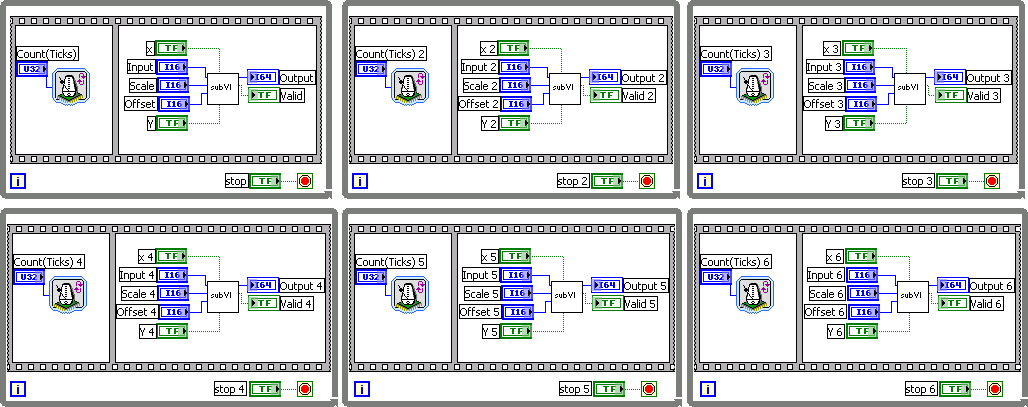 Count(Ticks)
U32
x TF
Input I16
Scale I16
Offset I16
Y TF
subVI
I64 Output
TF Valid
i
stop TF
Count(Ticks) 2
U32
x 2 TF
Input 2 I16
Scale 2 I16
Offset 2 I16
Y 2 TF
subVI
I64 Output 2
TF Valid 2
i
stop 2 TF
Count(Ticks) 3
U32
x 3 TF
Input 3 I16
Scale 3 I16
Offset 3 I16
Y 3 TF
subVI
I64 Output 3
TF Valid 3
i
stop 3 TF
Count(Ticks) 4
U32
x 4 TF
Input 4 I16
Scale 4 I16
Offset 4 I16
Y 4 TF
subVI
I64 Output 4
TF Valid 4
i
stop 4 TF
Count(Ticks) 5
U32
x 5 TF
Input 5 I16
Scale 5 I16
Offset 5 I16
Y 5 TF
subVI
I64 Output 5
TF Valid 5
i
stop 5 TF
Count(Ticks) 6
U32
x 6 TF
Input 6 I16
Scale 6 I16
Offset 6 I16
Y 6 TF
subVI
I64 Output 6
TF Valid 6
i
stop 6 TF